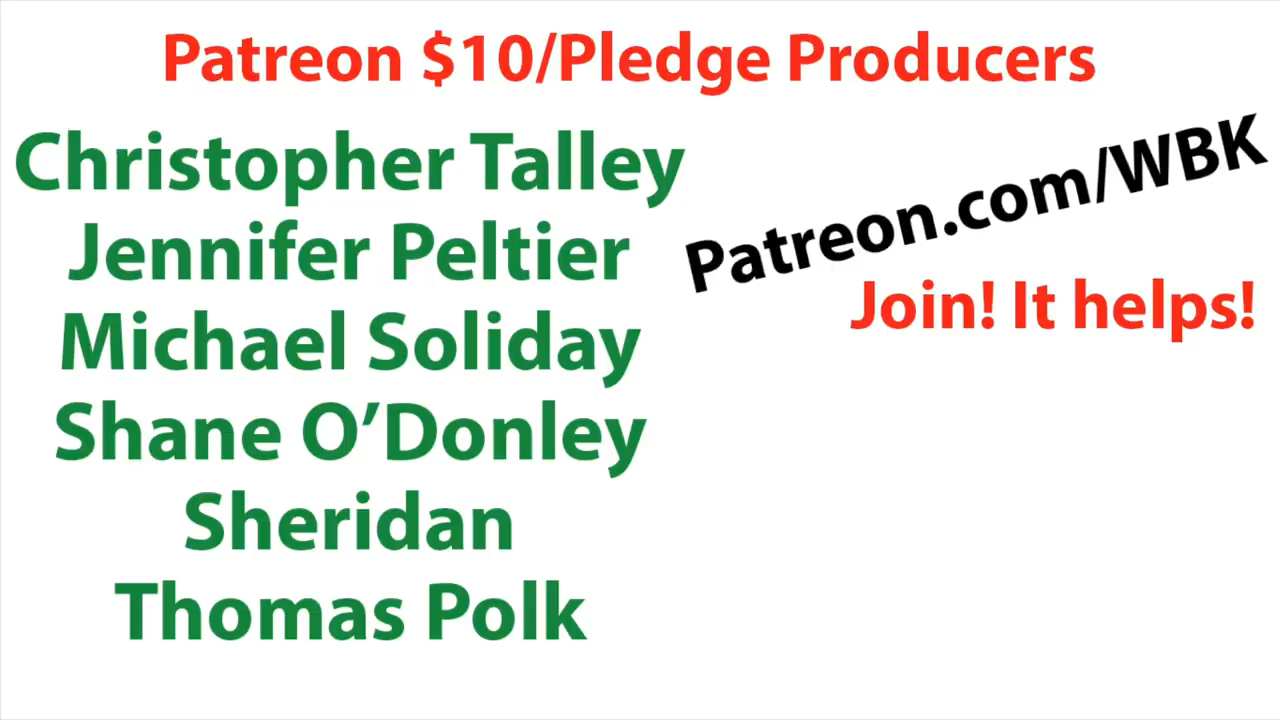 Patreon $10/Pledge Producers
Christopher Talley
Jennifer Peltier
Michael Soliday
Shane O’Donley
Sheridan
Thomas Polk
Patreon.com/WBK
Join! It helps!